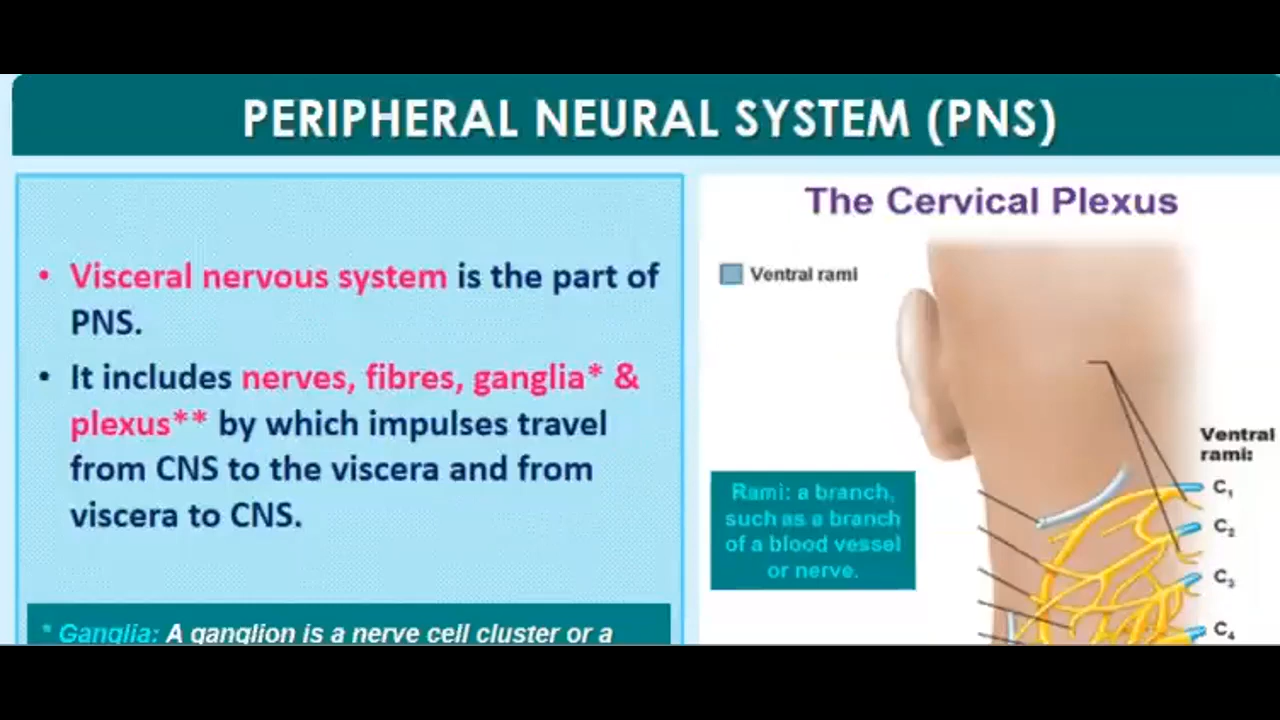 PERIPHERAL NEURAL SYSTEM (PNS)
• Visceral nervous system is the part of
PNS.
• It includes nerves, fibres, ganglia* &
plexus** by which impulses travel
from CNS to the viscera and from
viscera to CNS.
* Ganglia: A ganglion is a nerve cell cluster or a
The Cervical Plexus
Ventral rami
Rami: a branch,
such as a branch
of a blood vessel
or nerve.
Ventral
rami:
C1
C2
C3
C4